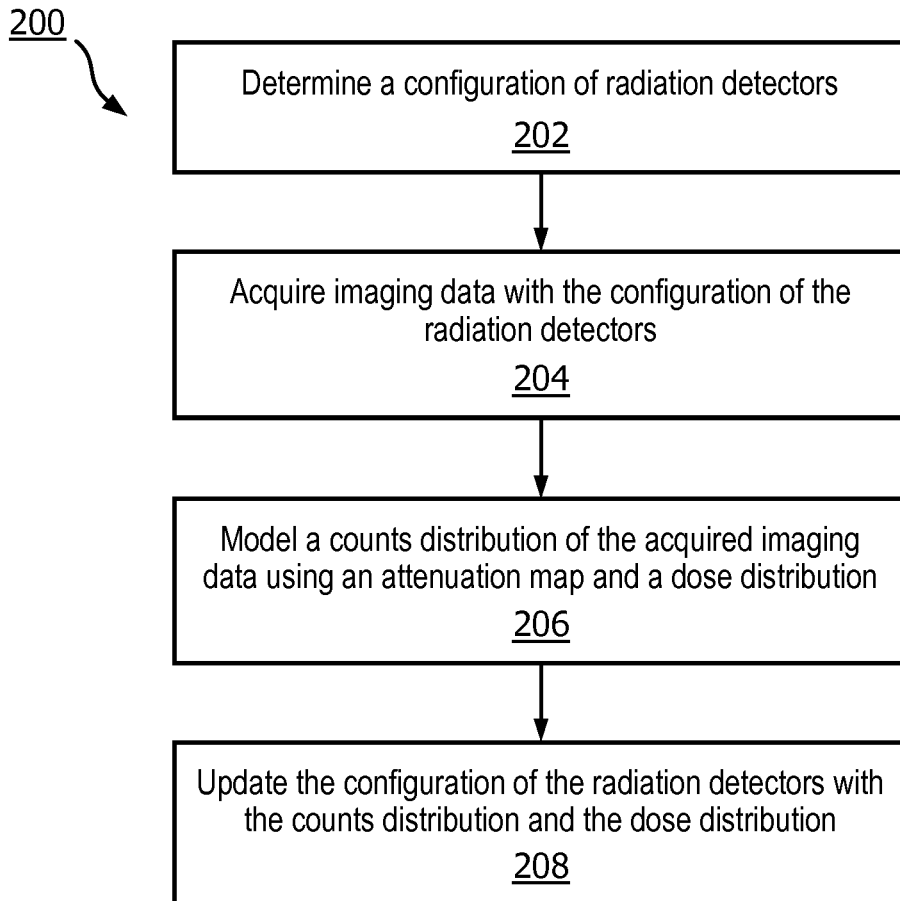 200
Determine a configuration of radiation detectors
202
Acquire imaging data with the configuration of the
radiation detectors
204
Model a counts distribution of the acquired imaging
data using an attenuation map and a dose distribution
206
Update the configuration of the radiation detectors with
the counts distribution and the dose distribution
208